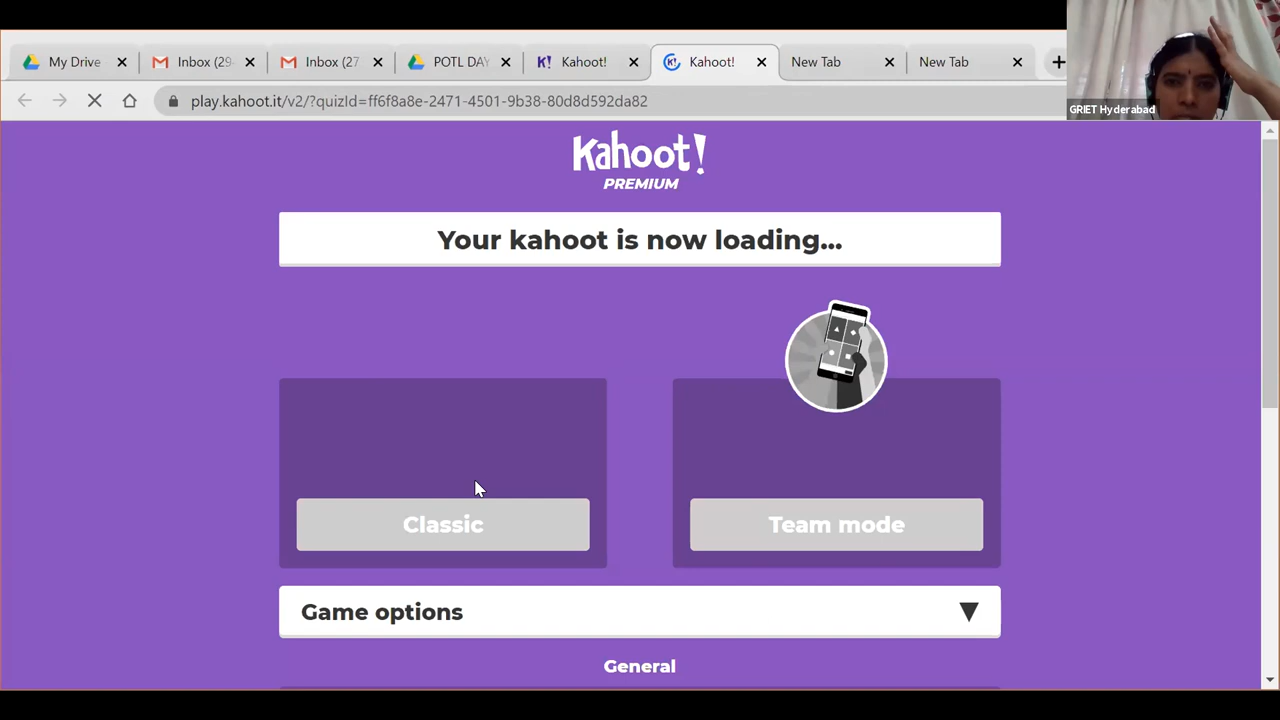 My Drive
Inbox (29-
Inbox (27
POTL DAY
Kahoot!
Kahoot!
New Tab
New Tab
play.kahoot.it/v2/?quizId=ff6f8a8e-2471-4501-9b38-80d8d592da82
GRIET Hyderabad
Kahoot!
PREMIUM
Your kahoot is now loading...
Classic
Team mode
Game options
General